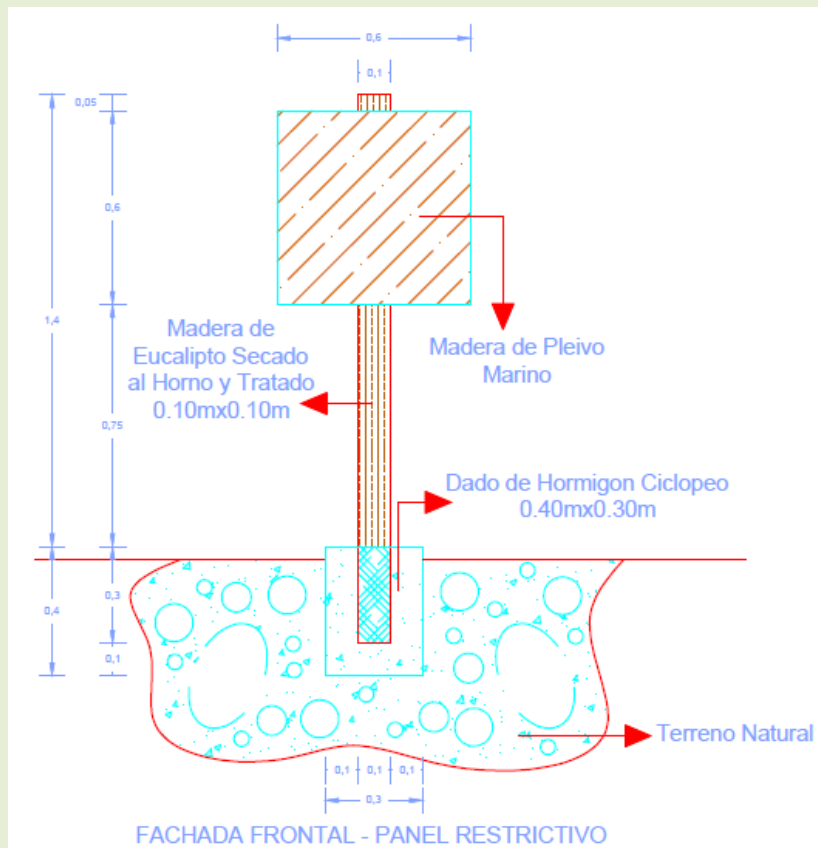 0,6
0,1
0,05
0,6
1,4
Madera de
Eucalipto Secado
al Horno y Tratado
0.10mx0.10m
Madera de Pleivo
Marino
0,75
Dado de Hormigon Ciclopeo
0.40mx0.30m
0,3
0,4
0,1
Terreno Natural
0,1 0,1 0,1
0,3
FACHADA FRONTAL - PANEL RESTRICTIVO